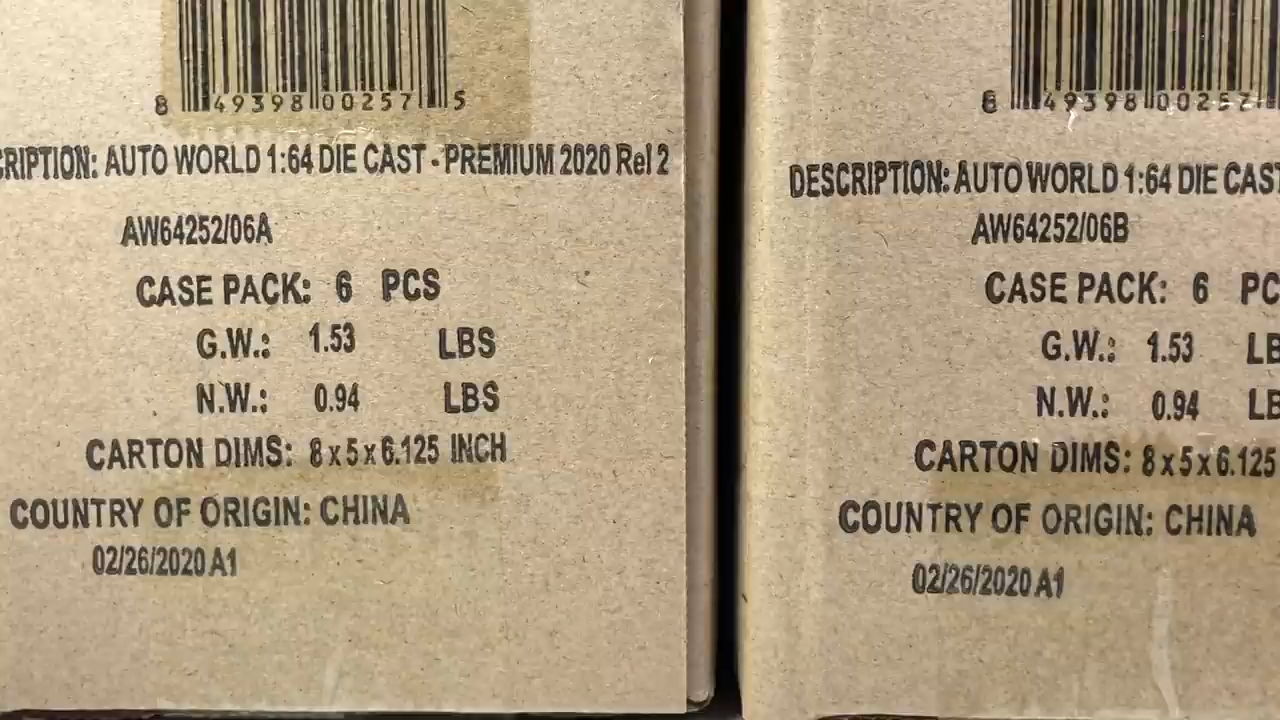 8 49398 00257 5
CRIPTION: AUTO WORLD 1:64 DIE CAST - PREMIUM 2020 Rel 2
AW64252/06A
CASE PACK: 6 PCS
G.W.: 1.53 LBS
N.W.: 0.94 LBS
CARTON DIMS: 8 x 5 x 6.125 INCH
COUNTRY OF ORIGIN: CHINA
02/26/2020 A1
8 49398 00257
DESCRIPTION: AUTO WORLD 1:64 DIE CAST
AW64252/06B
CASE PACK: 6 PC
G.W.: 1.53 LB
N.W.: 0.94 LB
CARTON DIMS: 8 x 5 x 6.125
COUNTRY OF ORIGIN: CHINA
02/26/2020 A1